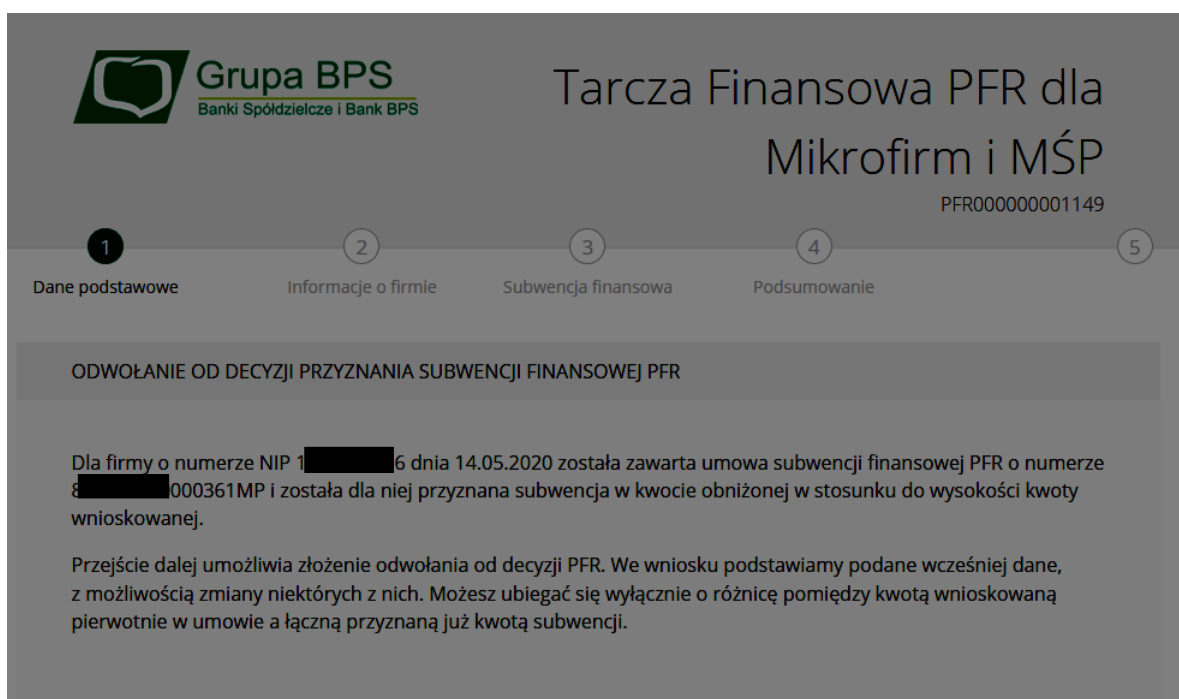 Grupa BPS
Banki Spółdzielcze i Bank BPS
Tarcza Finansowa PFR dla
Mikrofirm i MŚP
PFR000000001149
1 2 3 4 5
Dane podstawowe Informacje o firmie Subwencja finansowa Podsumowanie
ODWOŁANIE OD DECYZJI PRZYZNANIA SUBWENCJI FINANSOWEJ PFR
Dla firmy o numerze NIP 1 6 dnia 14.05.2020 została zawarta umowa subwencji finansowej PFR o numerze
8 000361MP i została dla niej przyznana subwencja w kwocie obniżonej w stosunku do wysokości kwoty
wnioskowanej.
Przejście dalej umożliwia złożenie odwołania od decyzji PFR. We wniosku podstawiamy podane wcześniej dane,
z możliwością zmiany niektórych z nich. Możesz ubiegać się wyłącznie o różnicę pomiędzy kwotą wnioskowaną
pierwotnie w umowie a łączną przyznaną już kwotą subwencji.